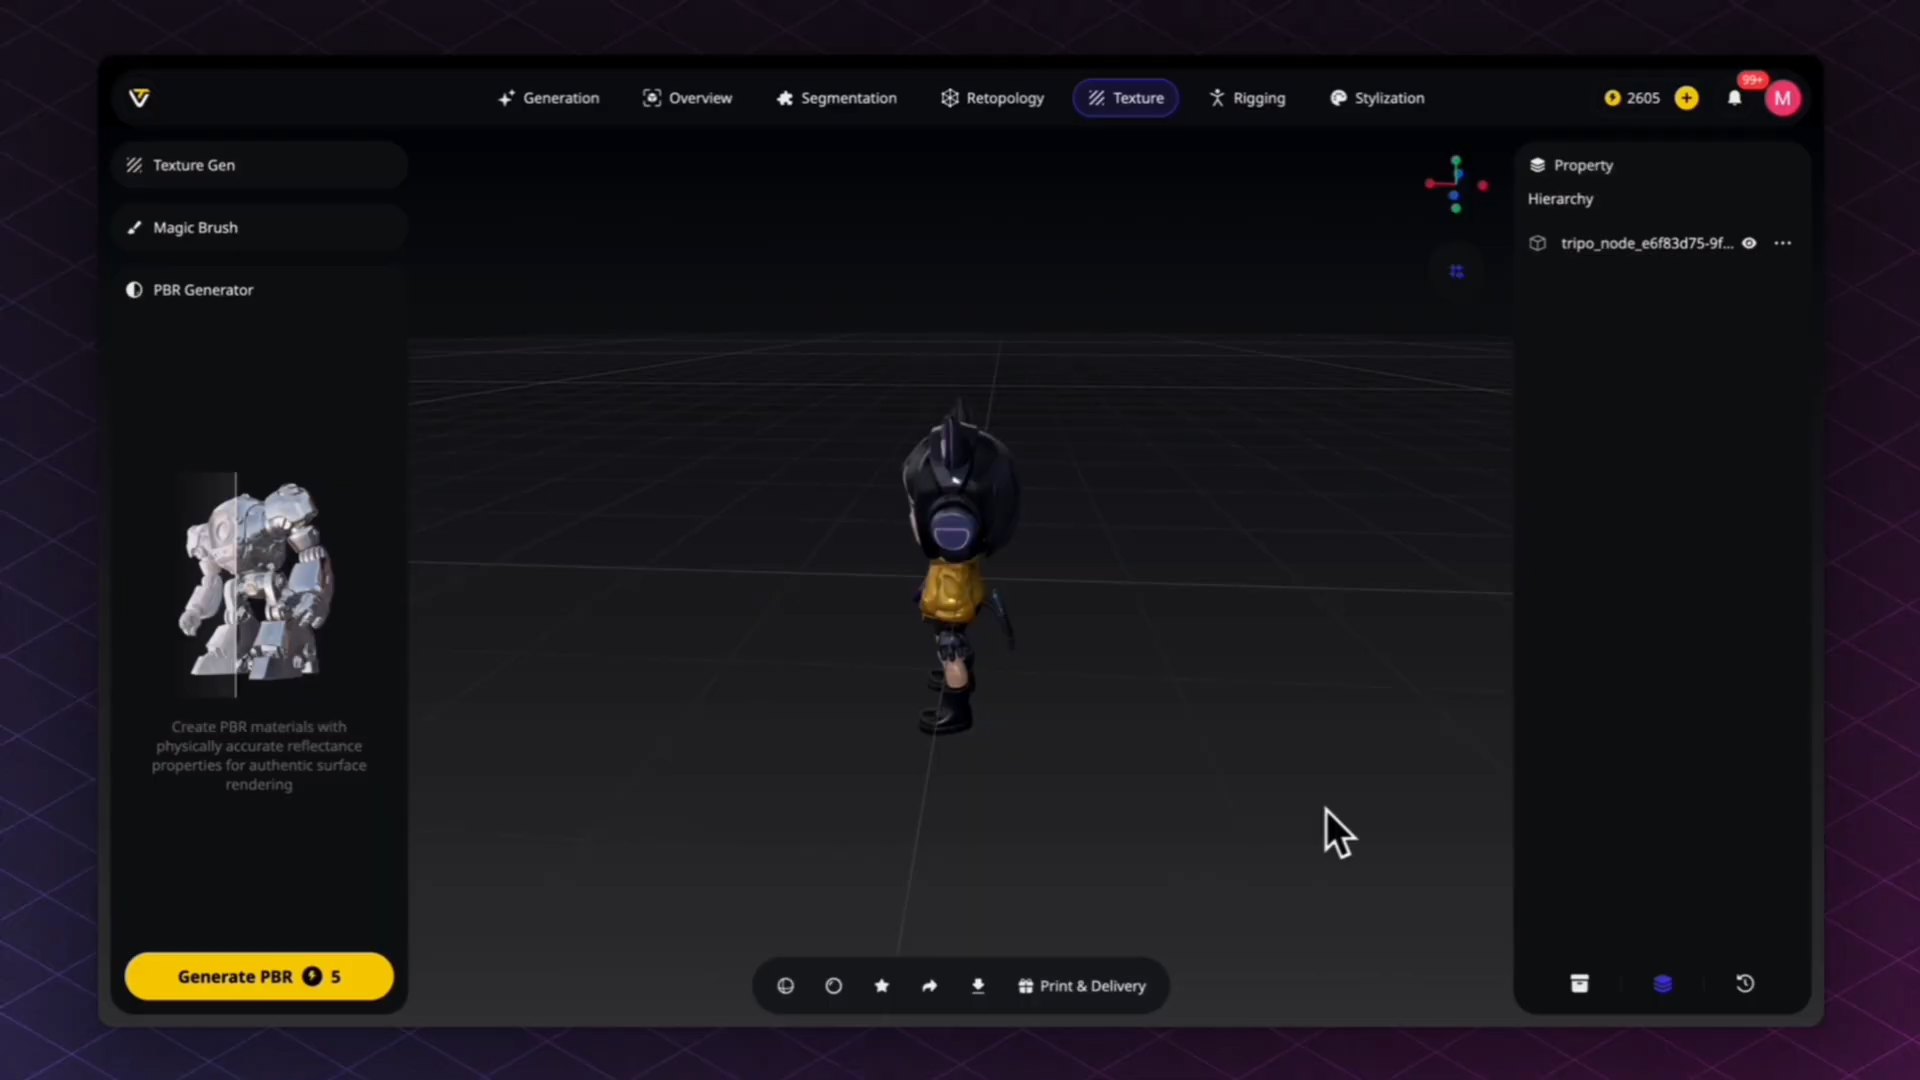 Generation
Overview
Segmentation
Retopology
Texture
Rigging
Stylization
2605
99+
M
Texture Gen
Magic Brush
PBR Generator
Create PBR materials with
physically accurate reflectance
properties for authentic surface
rendering
Generate PBR 5
Print & Delivery
Property
Hierarchy
tripo_node_e6f83d75-9f...